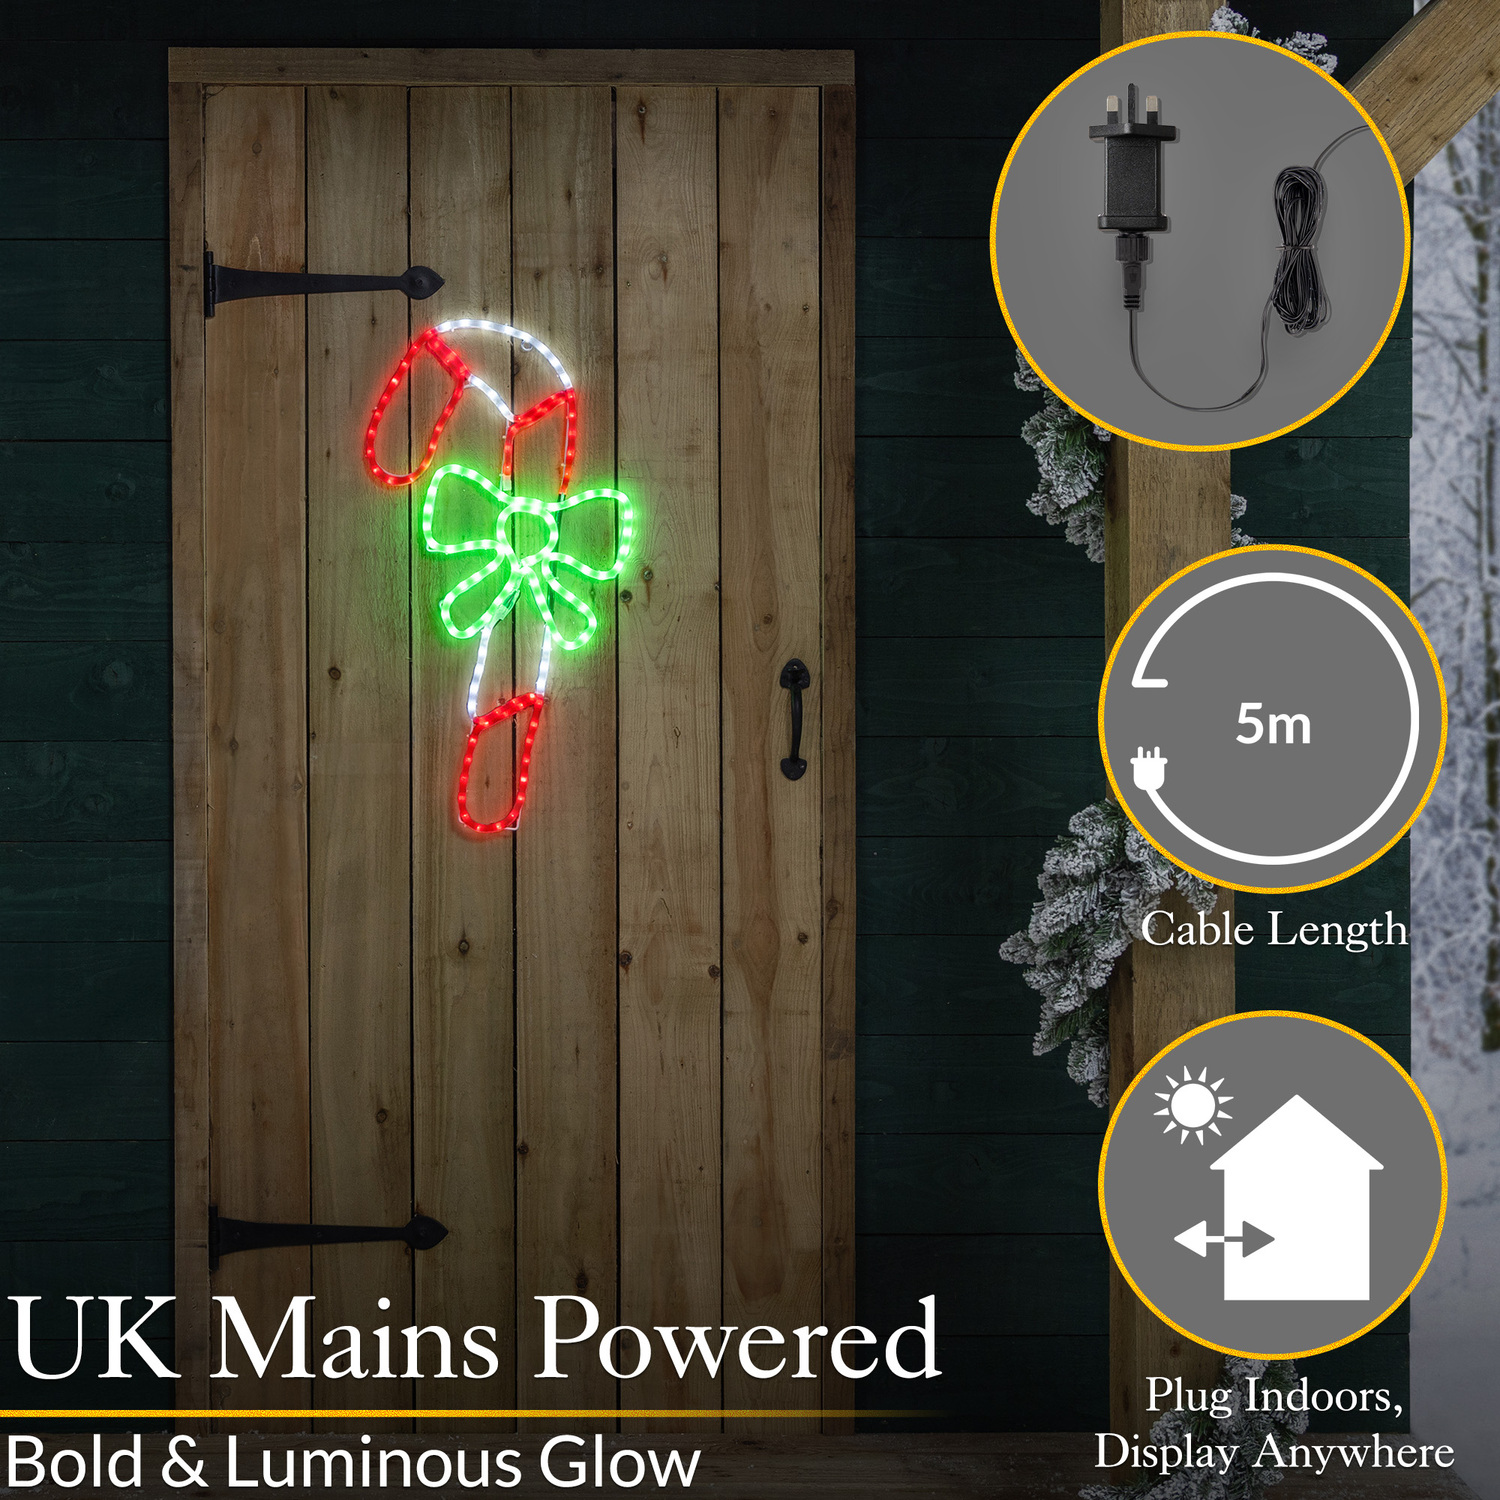 5m
Cable Length
Plug Indoors,
Display Anywhere
UK Mains Powered
Bold & Luminous Glow